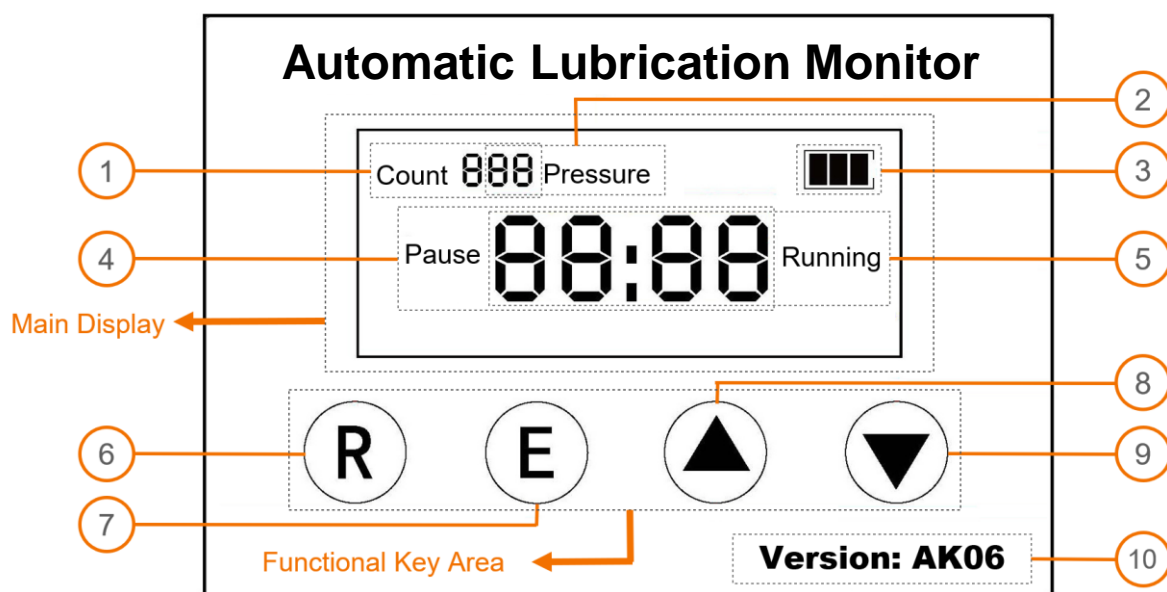 Automatic Lubrication Monitor
2
1
Count 888 Pressure
3
4
Pause 88:88 Running
5
Main Display
8
6
R E
9
7
Functional Key Area
Version: AK06
10